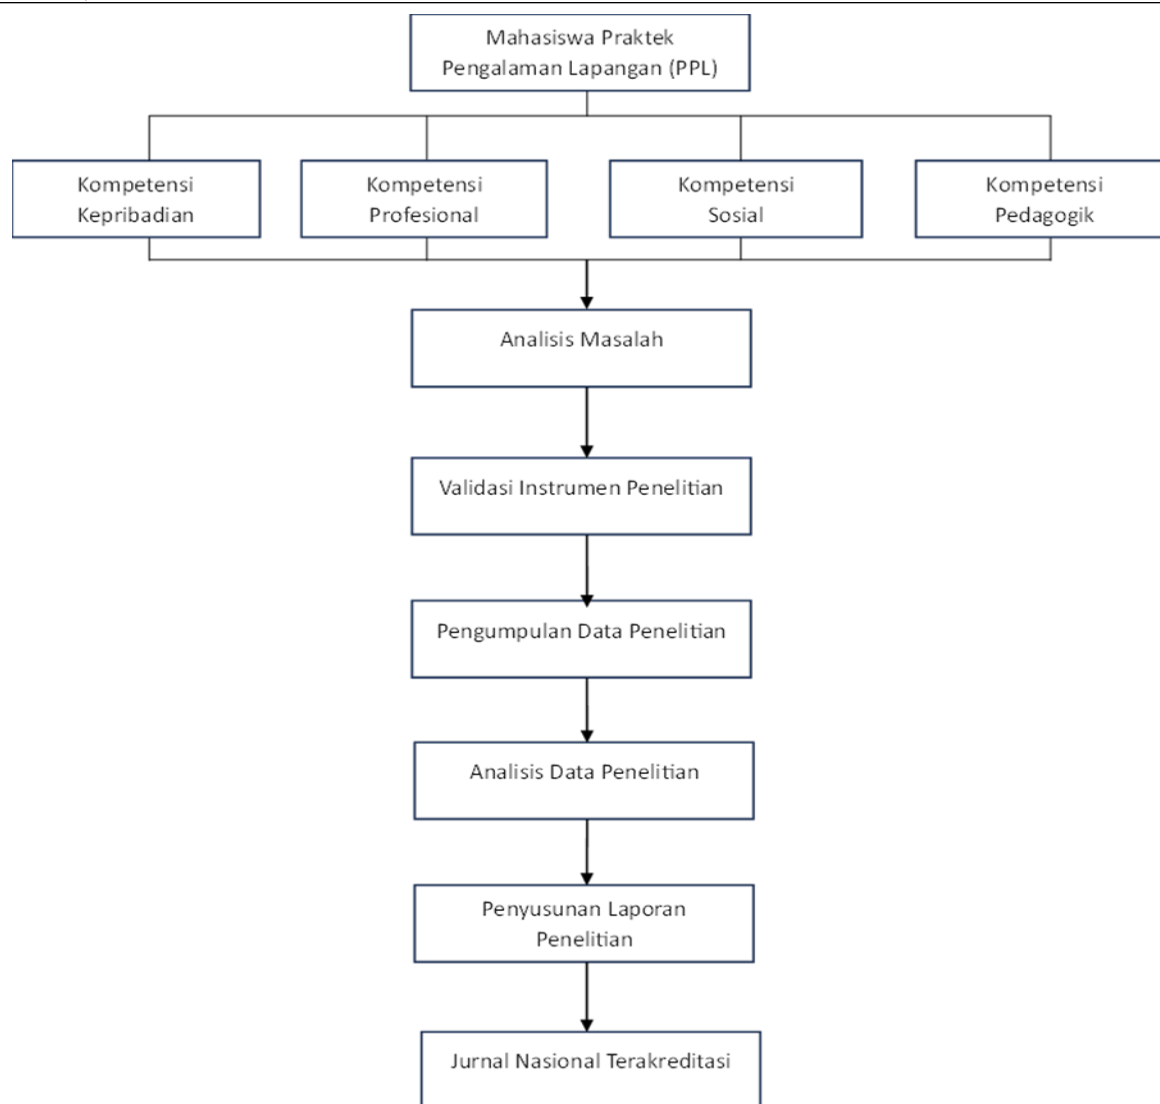 Mahasiswa Praktek
Pengalaman Lapangan (PPL)
Kompetensi
Kepribadian
Kompetensi
Profesional
Kompetensi
Sosial
Kompetensi
Pedagogik
Analisis Masalah
Validasi Instrumen Penelitian
Pengumpulan Data Penelitian
Analisis Data Penelitian
Penyusunan Laporan
Penelitian
Jurnal Nasional Terakreditasi